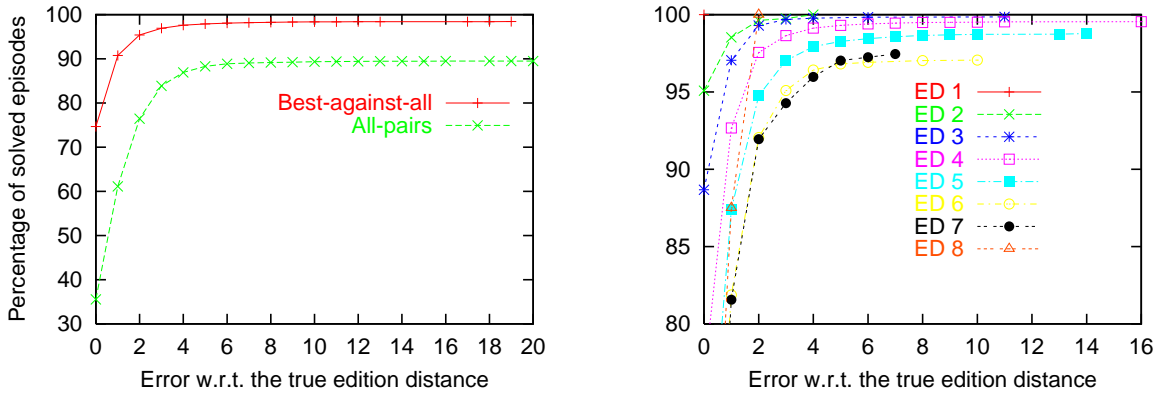 Percentage of solved episodes
100
90
80
70
60
50
40
30
0 2 4 6 8 10 12 14 16 18 20
Error w.r.t. the true edition distance
Best-against-all
All-pairs
100
95
90
85
80
0 2 4 6 8 10 12 14 16
Error w.r.t. the true edition distance
ED 1
ED 2
ED 3
ED 4
ED 5
ED 6
ED 7
ED 8